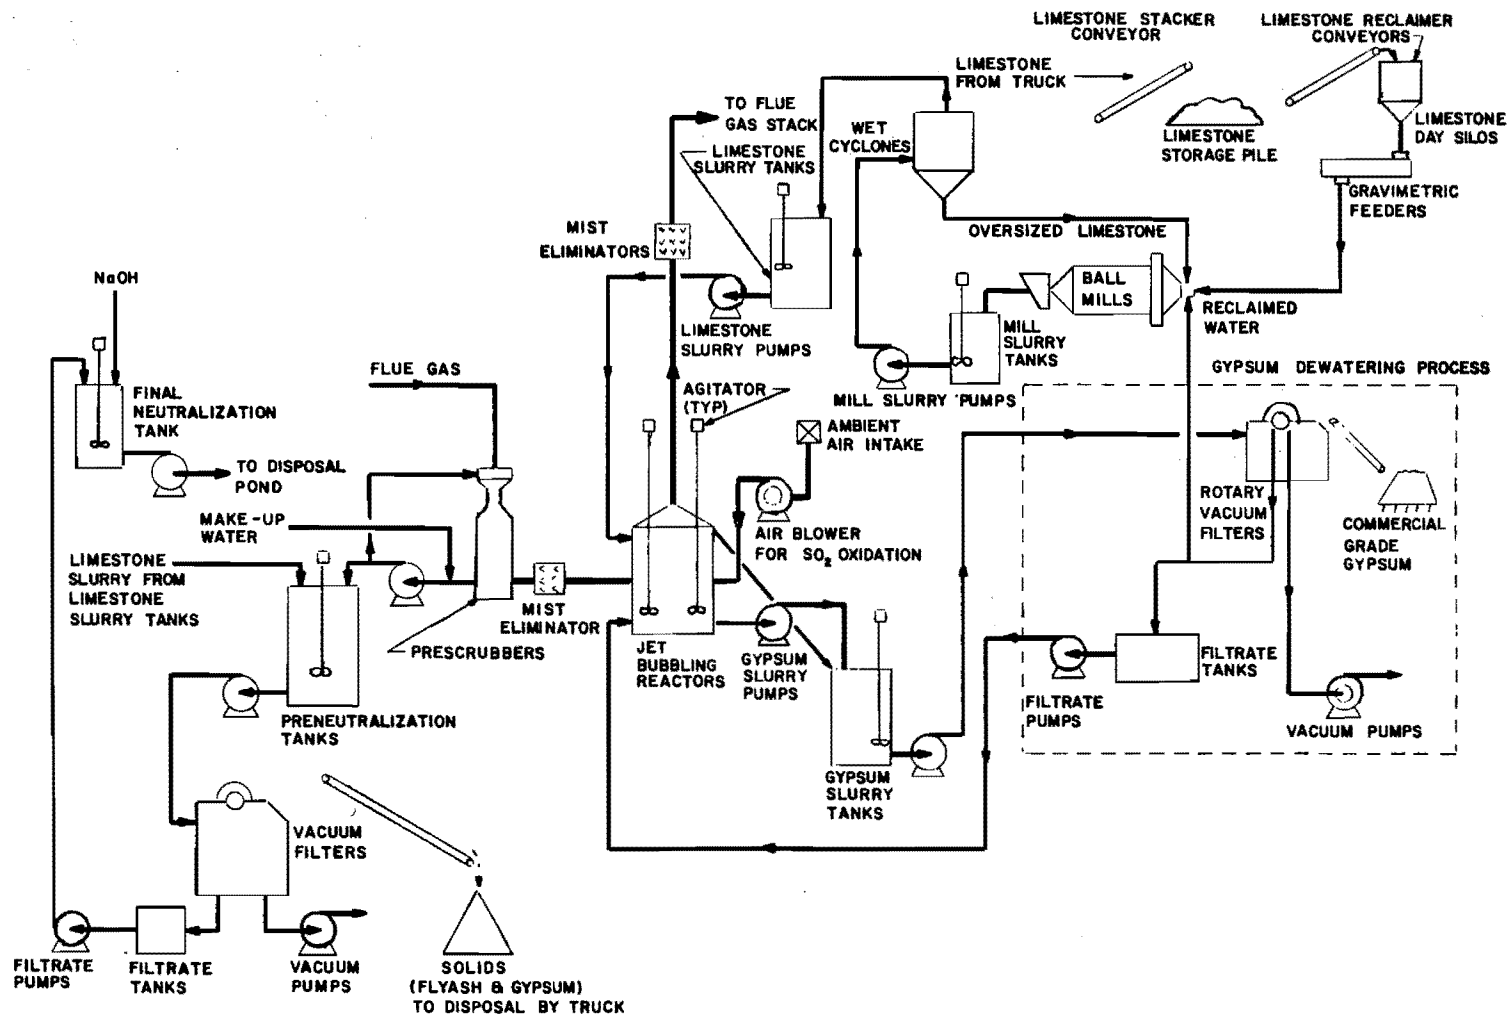 LIMESTONE STACKER
CONVEYOR
LIMESTONE RECLAIMER
CONVEYORS
LIMESTONE
FROM TRUCK
LIMESTONE
STORAGE PILE
LIMESTONE
DAY SILOS
GRAVIMETRIC
FEEDERS
TO FLUE
GAS STACK
WET
CYCLONES
LIMESTONE
SLURRY TANKS
MIST
ELIMINATORS
OVERSIZED LIMESTONE
BALL
MILLS
RECLAIMED
WATER
LIMESTONE
SLURRY PUMPS
MILL
SLURRY
TANKS
MILL SLURRY PUMPS
GYPSUM DEWATERING PROCESS
NaOH
FINAL
NEUTRALIZATION
TANK
TO DISPOSAL
POND
FLUE GAS
AGITATOR
(TYP)
AMBIENT
AIR INTAKE
MAKE-UP
WATER
LIMESTONE
SLURRY FROM
LIMESTONE
SLURRY TANKS
AIR BLOWER
FOR SO2 OXIDATION
ROTARY
VACUUM
FILTERS
COMMERCIAL
GRADE
GYPSUM
MIST
ELIMINATOR
PRESCRUBBERS
JET
BUBBLING
REACTORS
GYPSUM
SLURRY
PUMPS
FILTRATE
TANKS
FILTRATE
PUMPS
VACUUM PUMPS
PRENEUTRALIZATION
TANKS
GYPSUM
SLURRY
TANKS
VACUUM
FILTERS
FILTRATE
PUMPS
FILTRATE
TANKS
VACUUM
PUMPS
SOLIDS
(FLYASH & GYPSUM)
TO DISPOSAL BY TRUCK